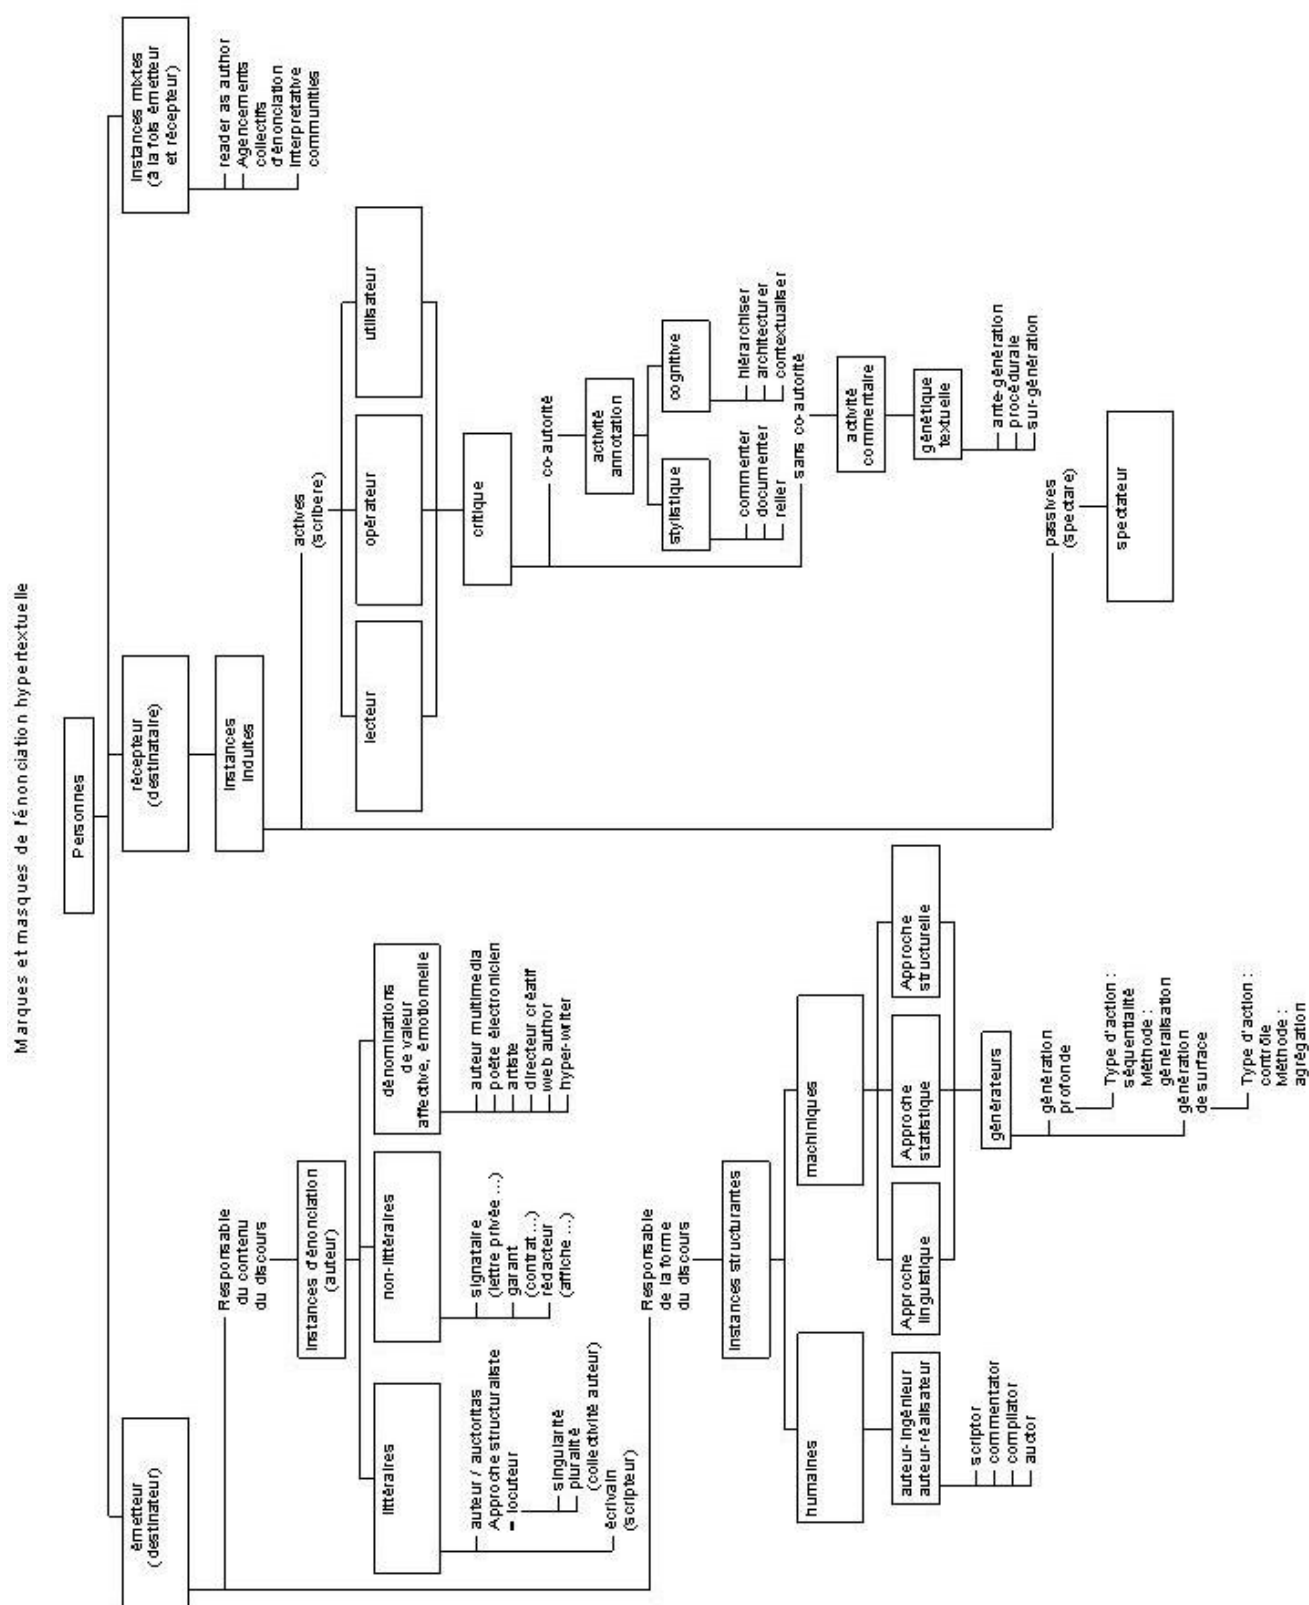 Marques et masques de l'énonciation hypertextuelle
Personnes
émetteur
(destinateur)
Responsable
du contenu
du discours
Instances d'énonciation
(auteur)
littéraires
auteur / auctoritas
Approche structuraliste
= locuteur
singularité
pluralité
(collectivité auteur)
écrivain
(scripteur)
non-littéraires
signataire
(lettre privée ...)
garant
(contrat ...)
rédacteur
(affiche ...)
dénominations
de valeur
affective, émotionnelle
auteur multimedia
poète électronicien
artiste
directeur créatif
web author
hyper-writer
Responsable
de la forme
du discours
Instances structurantes
humaines
auteur-ingénieur
auteur-réalisateur
scriptor
commentator
compilator
auctor
machiniques
Approche
linguistique
Approche
statistique
Approche
structurelle
générateurs
génération
profonde
Type d'action :
séquentialité
Méthode :
généralisation
génération
de surface
Type d'action :
contrôle
Méthode :
agrégation
récepteur
(destinataire)
Instances
Induites
actives
(scribere)
lecteur
opérateur
utilisateur
critique
co-autorité
activité
annotation
stylistique
commenter
documenter
relier
cognitive
hiérarchiser
architecturer
contextualiser
sans co-autorité
activité
commentaire
génétique
textuelle
ante-génération
procédurale
sur-génération
passives
(spectare)
spectateur
Instances mixtes
(à la fois émetteur
et récepteur)
reader as author
Agencements
collectifs
d'énonciation
Interpretative
communities